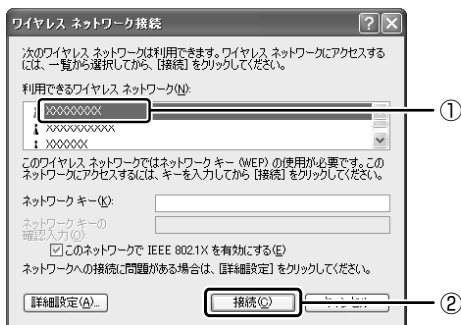 ワイヤレス ネットワーク接続
次のワイヤレス ネットワークは利用できます。ワイヤレス ネットワークにアクセスする
には、一覧から選択してから、[接続] をクリックしてください。
利用できるワイヤレス ネットワーク(N):
XXXXXXXX
①
XXXXXXXXXX
XXXXXX
このワイヤレス ネットワークではネットワーク キー (WEP) の使用が必要です。この
ネットワークにアクセスするには、キーを入力してから [接続] をクリックしてください。
ネットワーク キー(K):
ネットワーク キーの
確認入力(O):
このネットワークで IEEE 802.1X を有効にする(E)
ネットワークへの接続に問題がある場合は、[詳細設定] をクリックしてください。
詳細設定(A)...
接続(C)
キャンセル
②